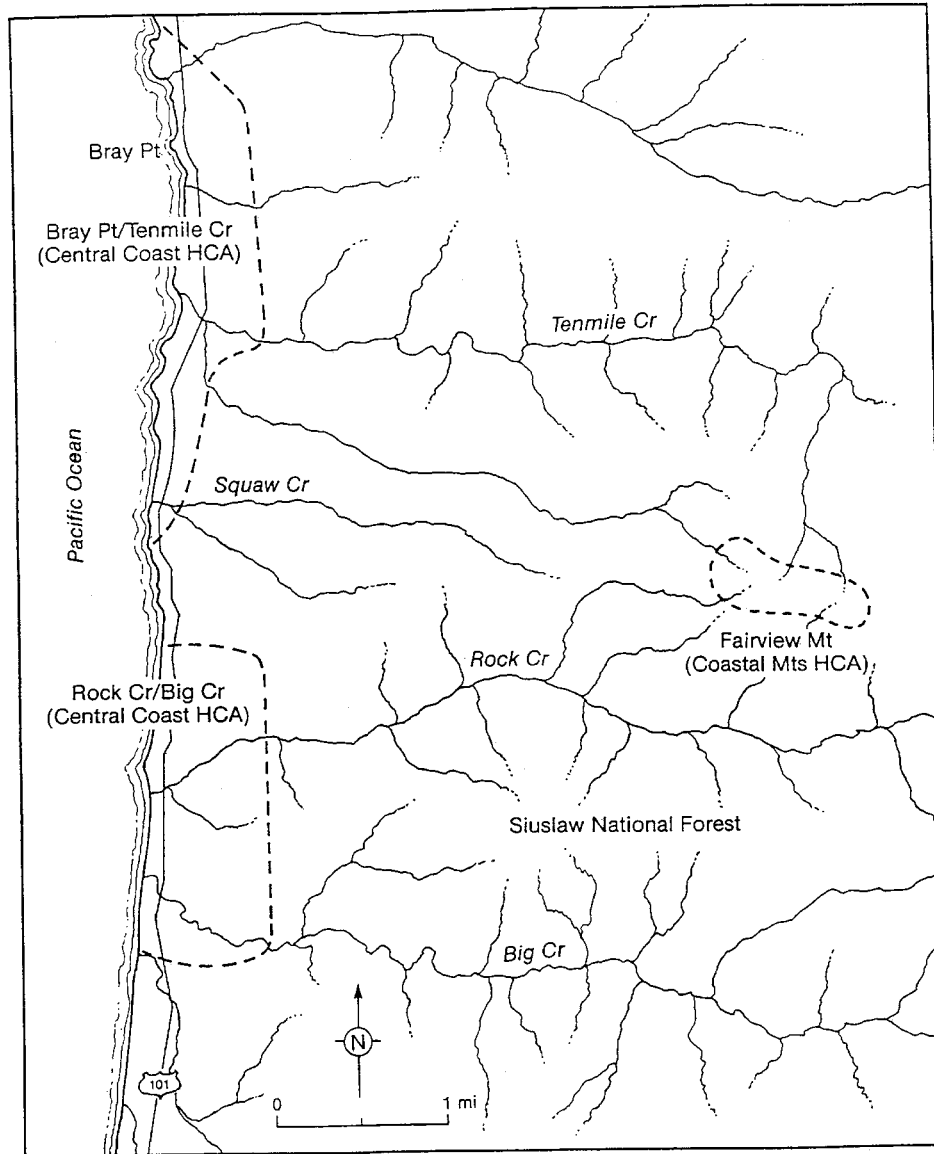 Bray Pt
Bray Pt/Tenmile Cr
(Central Coast HCA)
Tenmile Cr
Pacific Ocean
Squaw Cr
Fairview Mt
(Coastal Mts HCA)
Rock Cr
Rock Cr/Big Cr
(Central Coast HCA)
Siuslaw National Forest
Big Cr
N
101
0 1 mi